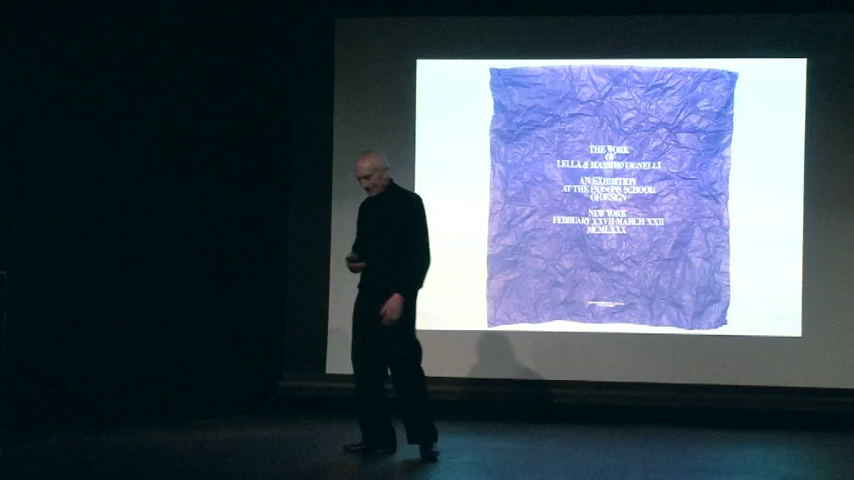 THE WORK
OF
LELLA & MASSIMO VIGNELLI
AN EXHIBITION
AT THE PARSONS SCHOOL
OF DESIGN
NEW YORK
FEBRUARY XXVII-MARCH XXII
MCMLXXX